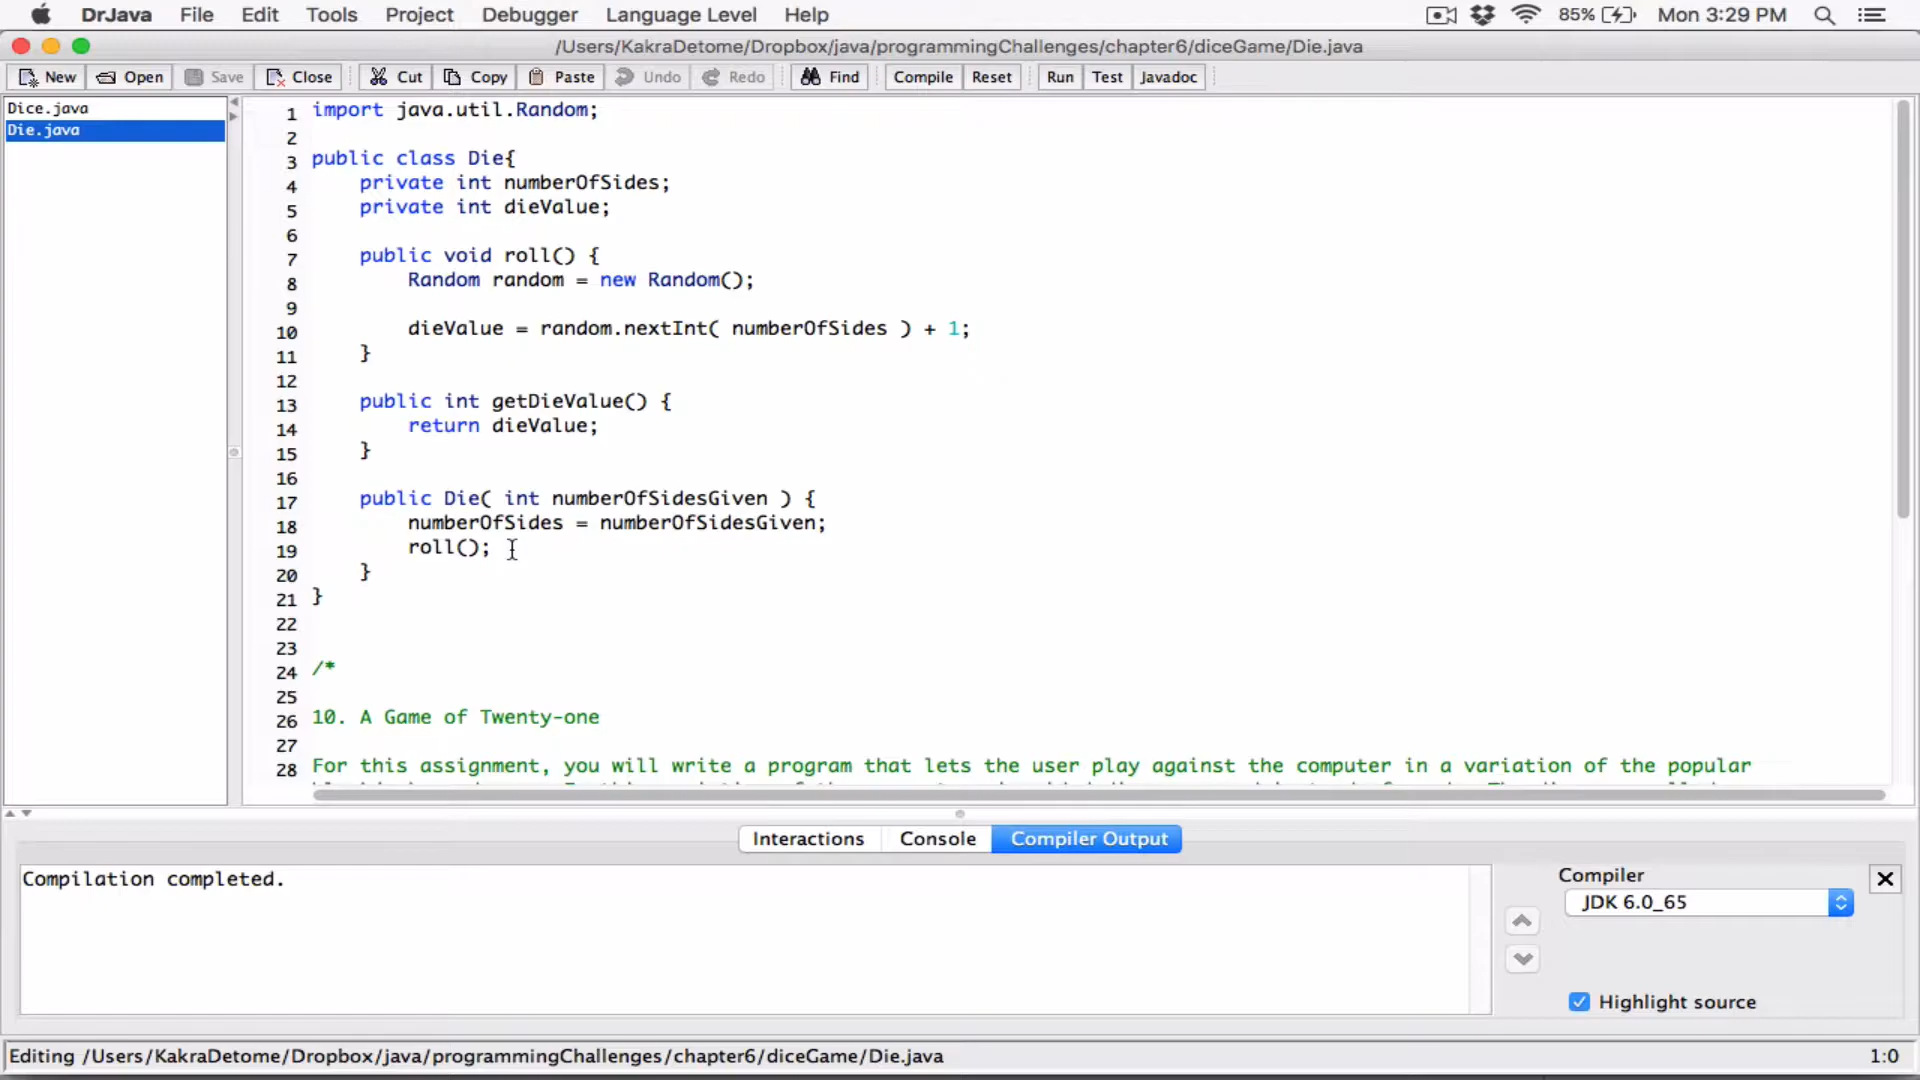 DrJava File Edit Tools Project Debugger Language Level Help 85% Mon 3:29 PM
/Users/KakraDetome/Dropbox/java/programmingChallenges/chapter6/diceGame/Die.java
New Open Save Close Cut Copy Paste Undo Redo Find Compile Reset Run Test Javadoc
Dice.java
Die.java
1 import java.util.Random;
2
3 public class Die{
4 private int numberOfSides;
5 private int dieValue;
6
7 public void roll() {
8 Random random = new Random();
9
10 dieValue = random.nextInt( numberOfSides ) + 1;
11 }
12
13 public int getDieValue() {
14 return dieValue;
15 }
16
17 public Die( int numberOfSidesGiven ) {
18 numberOfSides = numberOfSidesGiven;
19 roll();
20 }
21 }
22
23
24 /*
25
26 10. A Game of Twenty-one
27
28 For this assignment, you will write a program that lets the user play against the computer in a variation of the popular
Interactions Console Compiler Output
Compilation completed.
Compiler
JDK 6.0_65
Highlight source
Editing /Users/KakraDetome/Dropbox/java/programmingChallenges/chapter6/diceGame/Die.java 1:0